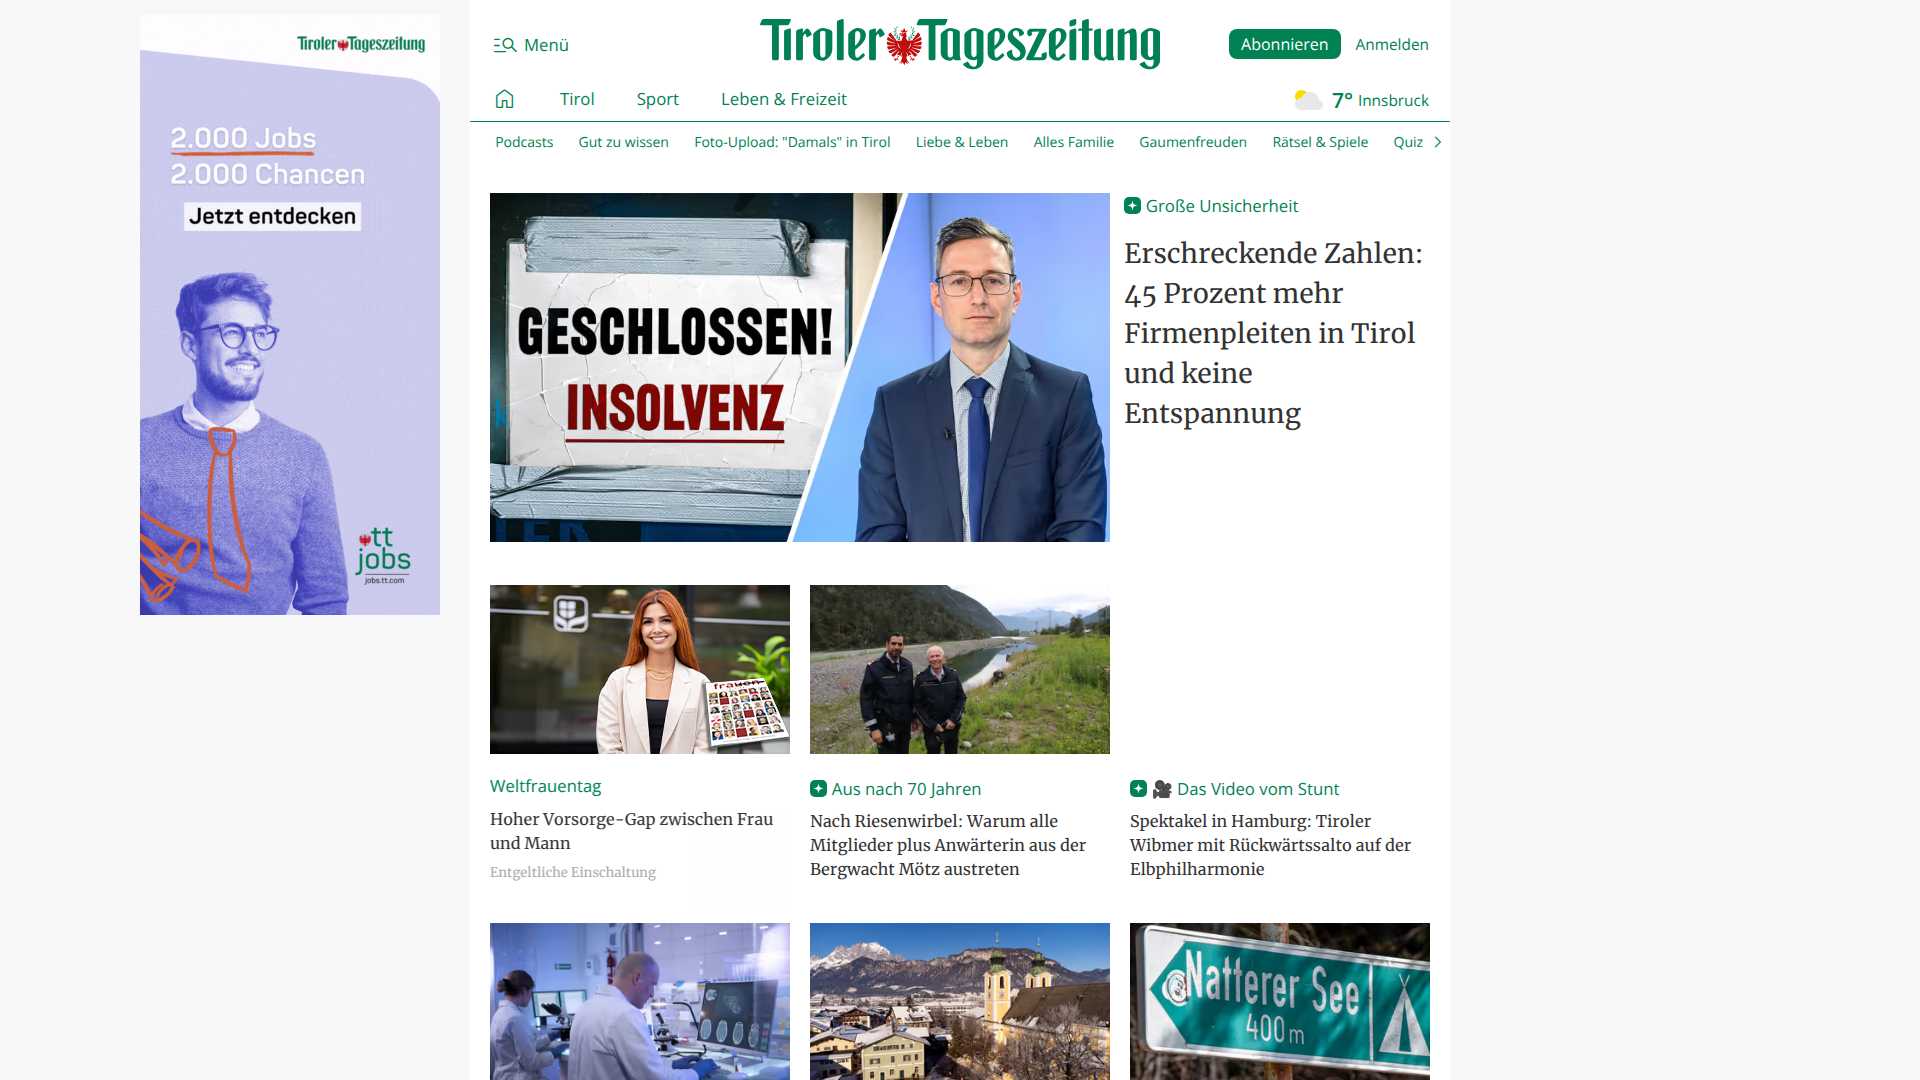 Tiroler Tageszeitung
2.000 Jobs
2.000 Chancen
Jetzt entdecken
tt
jobs
jobs.tt.com
Menü
Tiroler Tageszeitung
Abonnieren
Anmelden
Tirol
Sport
Leben & Freizeit
7° Innsbruck
Podcasts
Gut zu wissen
Foto-Upload: "Damals" in Tirol
Liebe & Leben
Alles Familie
Gaumenfreuden
Rätsel & Spiele
Quiz
GESCHLOSSEN!
INSOLVENZ
Große Unsicherheit
Erschreckende Zahlen:
45 Prozent mehr
Firmenpleiten in Tirol
und keine
Entspannung
frauen
Weltfrauentag
Hoher Vorsorge-Gap zwischen Frau
und Mann
Entgeltliche Einschaltung
Aus nach 70 Jahren
Nach Riesenwirbel: Warum alle
Mitglieder plus Anwärterin aus der
Bergwacht Mötz austreten
🎥 Das Video vom Stunt
Spektakel in Hamburg: Tiroler
Wibmer mit Rückwärtssalto auf der
Elbphilharmonie
Natterer See
400 m